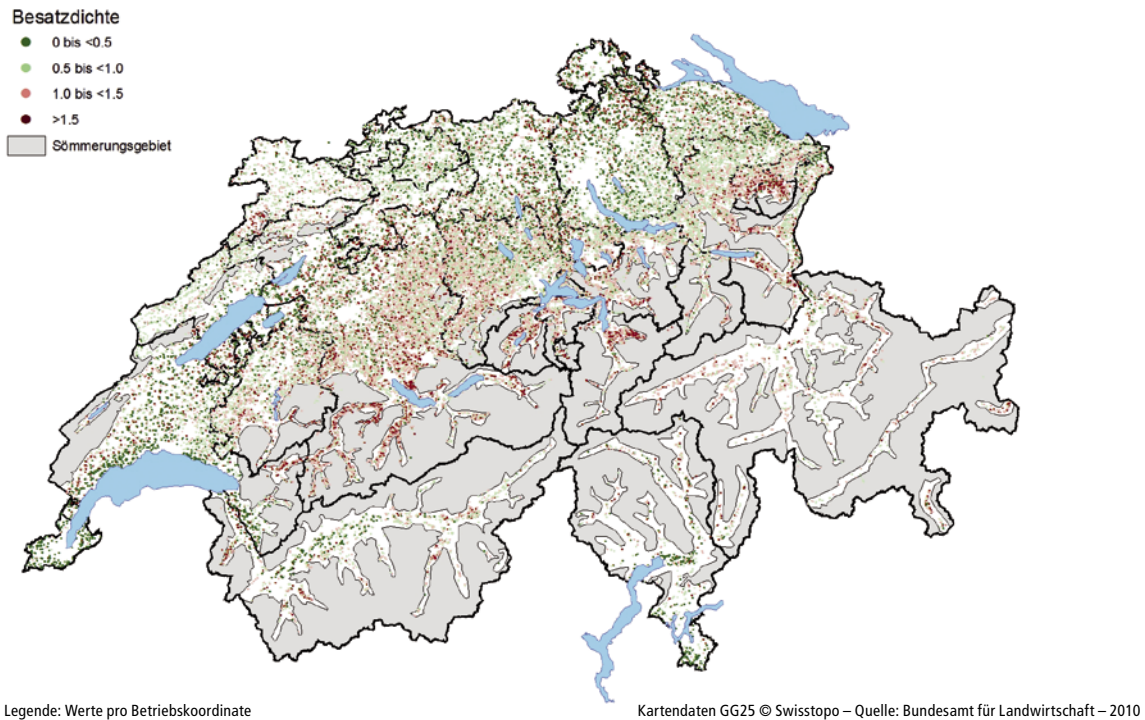 Besatzdichte
0 bis <0.5
0.5 bis <1.0
1.0 bis <1.5
>1.5
Sömmerungsgebiet
Legende: Werte pro Betriebskoordinate
Kartendaten GG25 © Swisstopo – Quelle: Bundesamt für Landwirtschaft – 2010